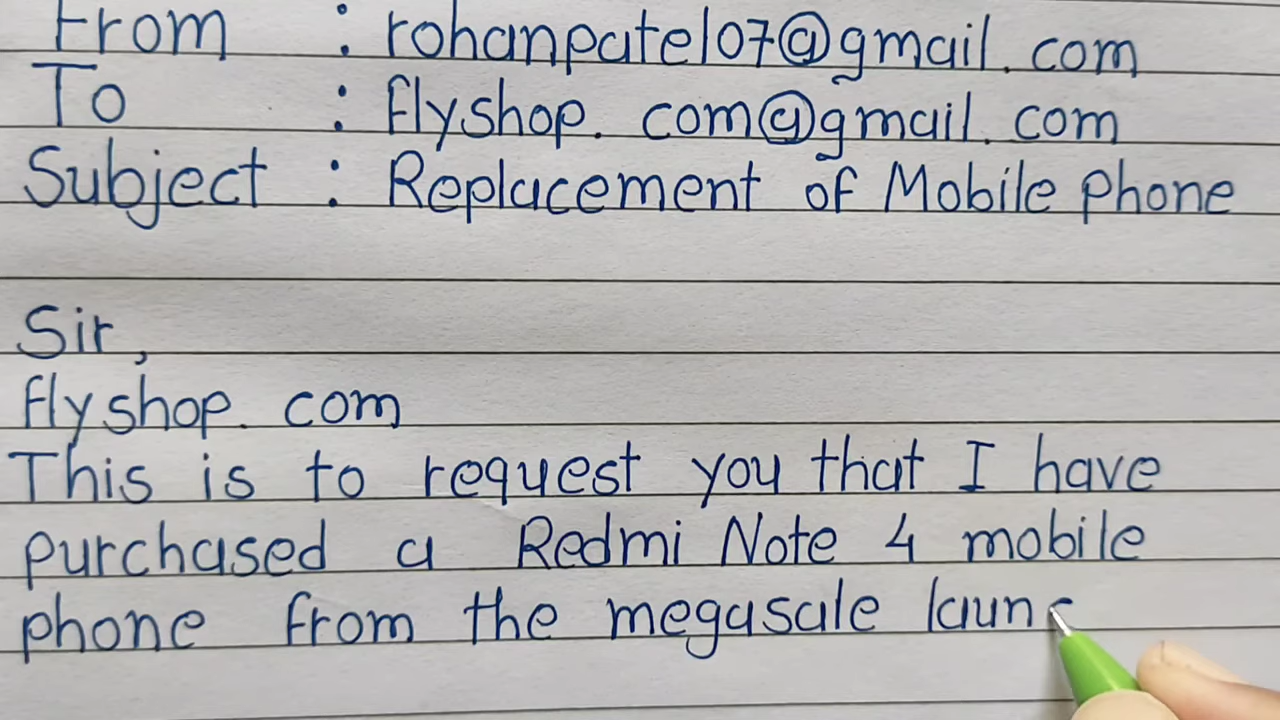 From : rohanpatel07@gmail.com
To : flyshop.com@gmail.com
Subject : Replacement of Mobile phone
Sir,
flyshop.com
This is to request you that I have
purchased a Redmi Note 4 mobile
phone from the megasale launc